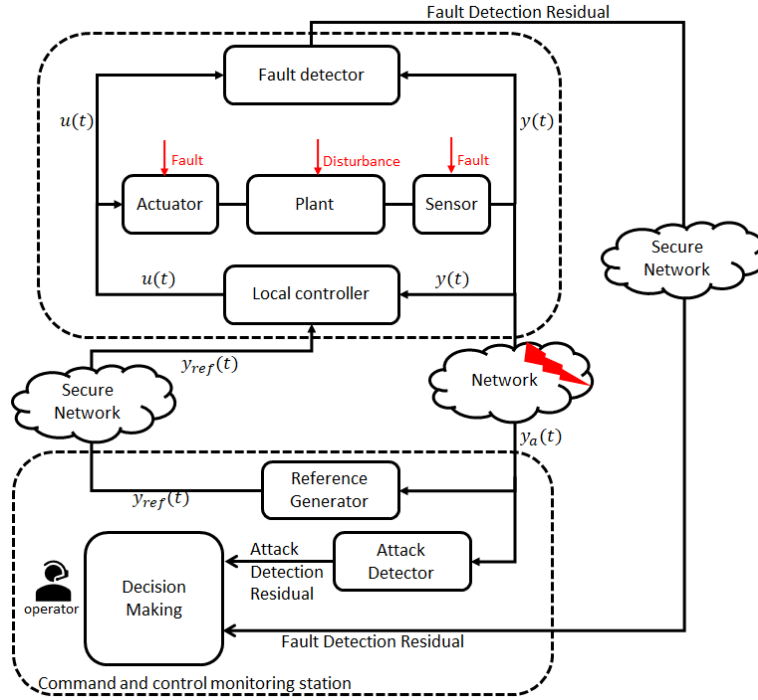 Fault Detection Residual
Fault detector
u(t)
y(t)
Fault
Disturbance
Fault
Actuator
Plant
Sensor
Secure
Network
u(t)
Local controller
y(t)
y_ref(t)
Secure
Network
Network
y_a(t)
Reference
Generator
y_ref(t)
Attack
Detection
Residual
Attack
Detector
Decision
Making
operator
Fault Detection Residual
Command and control monitoring station